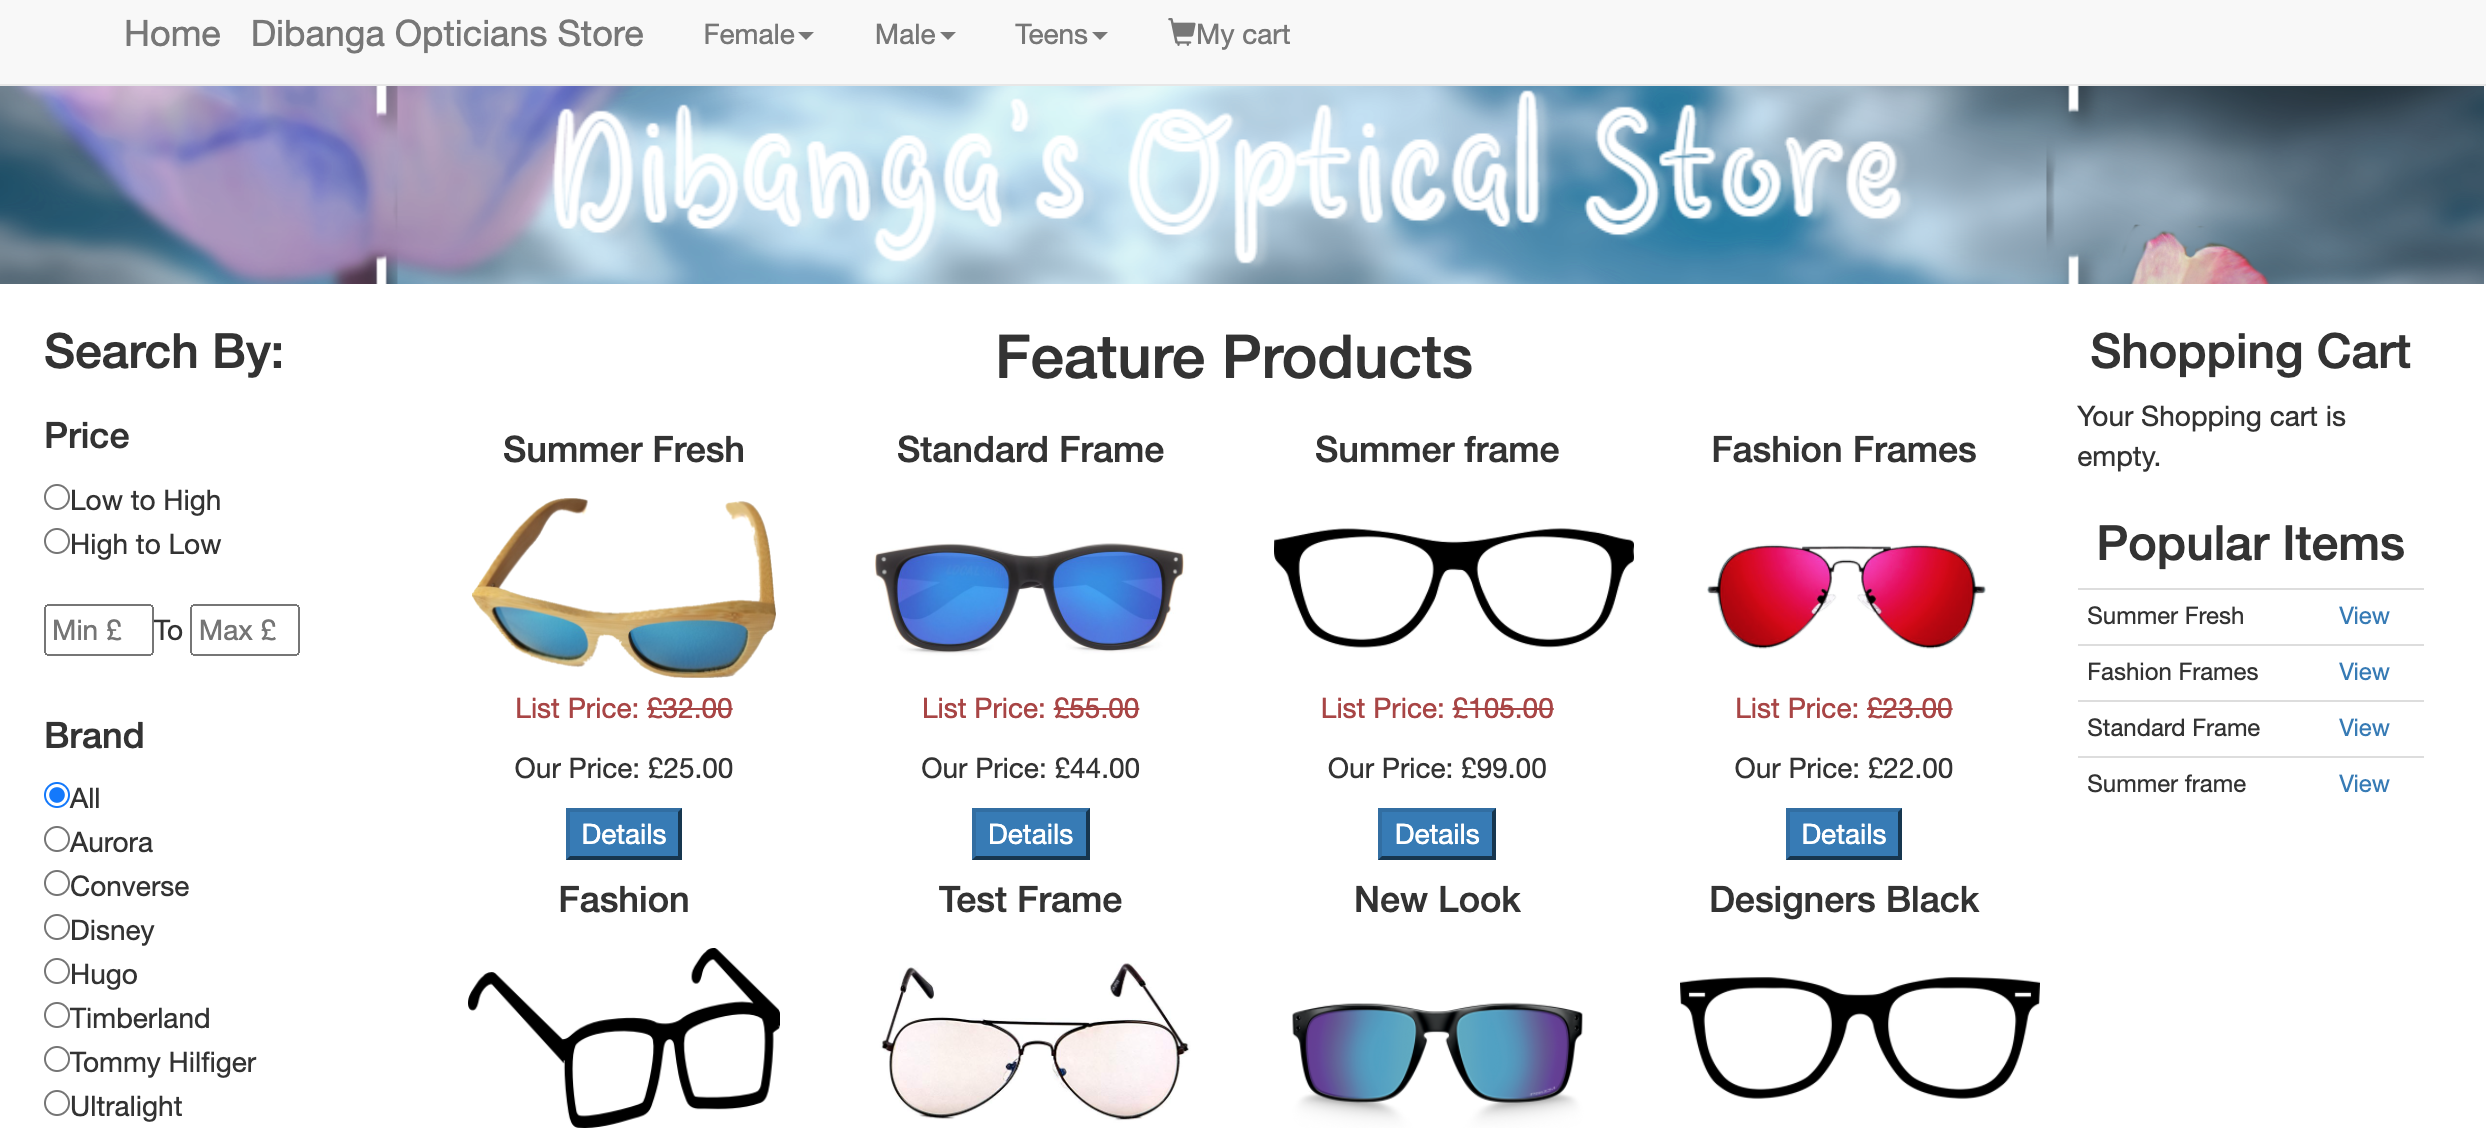 Home Dibanga Opticians Store Female Male Teens My cart
Dibanga's Optical Store
Search By:
Price
Low to High
High to Low
Min £ To Max £
Brand
All
Aurora
Converse
Disney
Hugo
Timberland
Tommy Hilfiger
Ultralight
Feature Products
Summer Fresh
List Price: £32.00
Our Price: £25.00
Details
Standard Frame
List Price: £55.00
Our Price: £44.00
Details
Summer frame
List Price: £105.00
Our Price: £99.00
Details
Fashion Frames
List Price: £23.00
Our Price: £22.00
Details
Fashion
Test Frame
New Look
Designers Black
Shopping Cart
Your Shopping cart is
empty.
Popular Items
Summer Fresh View
Fashion Frames View
Standard Frame View
Summer frame View